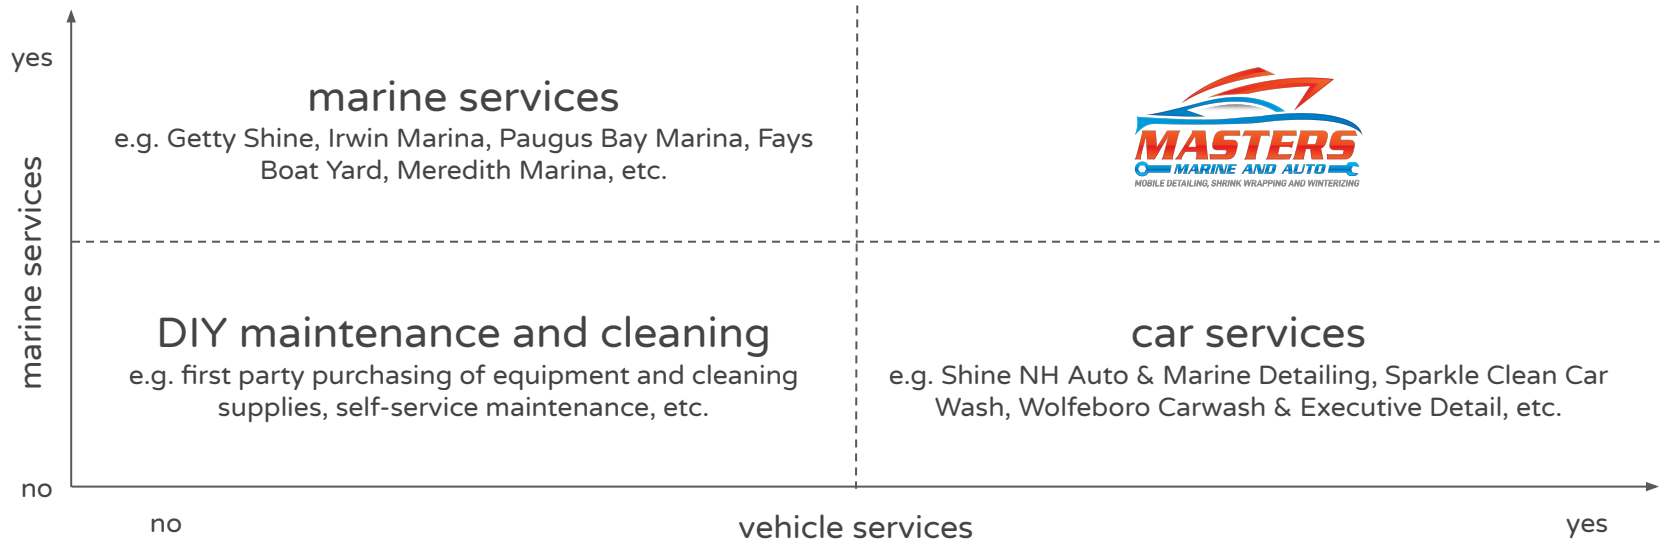 yes
marine services
e.g. Getty Shine, Irwin Marina, Paugus Bay Marina, Fays
Boat Yard, Meredith Marina, etc.
MASTERS
MARINE AND AUTO
MOBILE DETAILING, SHRINK WRAPPING AND WINTERIZING
marine services
DIY maintenance and cleaning
e.g. first party purchasing of equipment and cleaning
supplies, self-service maintenance, etc.
car services
e.g. Shine NH Auto & Marine Detailing, Sparkle Clean Car
Wash, Wolfeboro Carwash & Executive Detail, etc.
no
no
vehicle services
yes